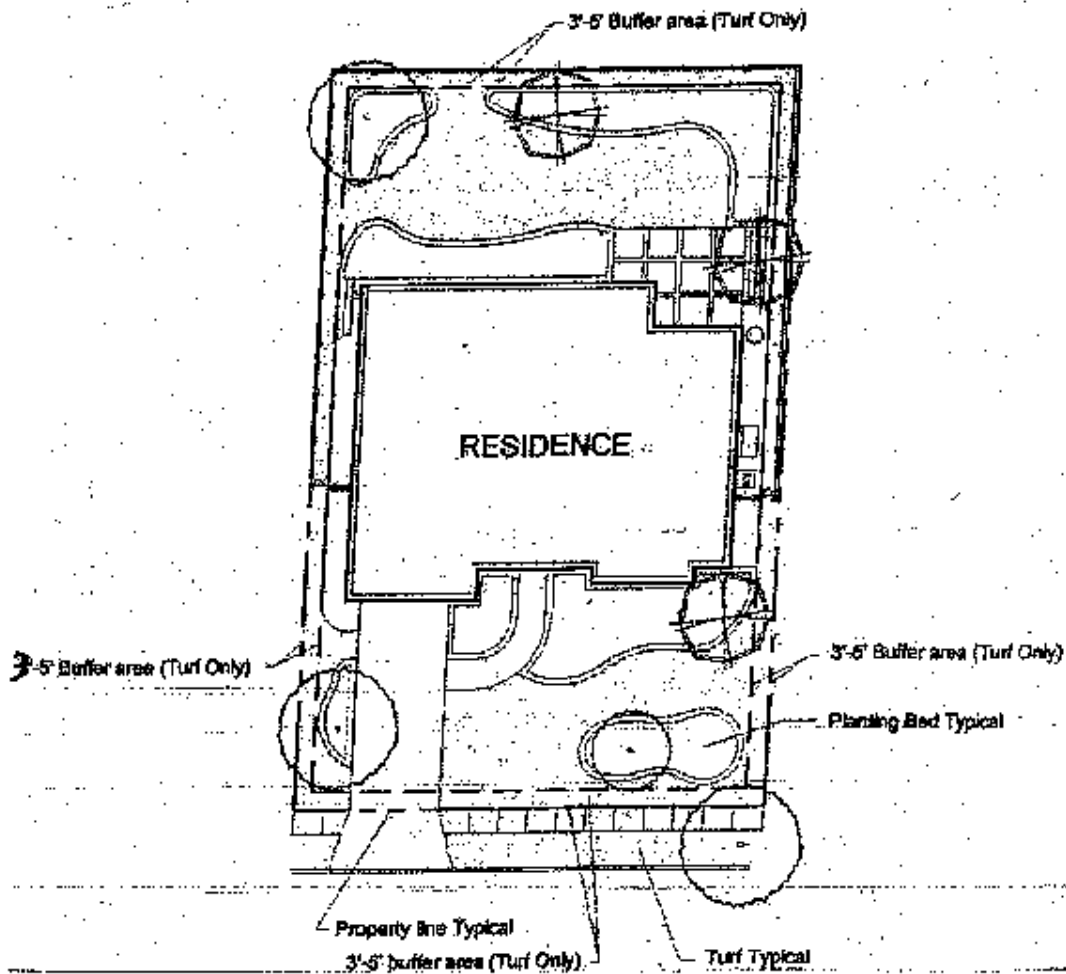 3'-5' Buffer area (Turf Only)
RESIDENCE
3'-5' Buffer area (Turf Only)
3'-5' Buffer area (Turf Only)
Planting Bed Typical
Property line Typical
3'-5' buffer area (Turf Only)
Turf Typical